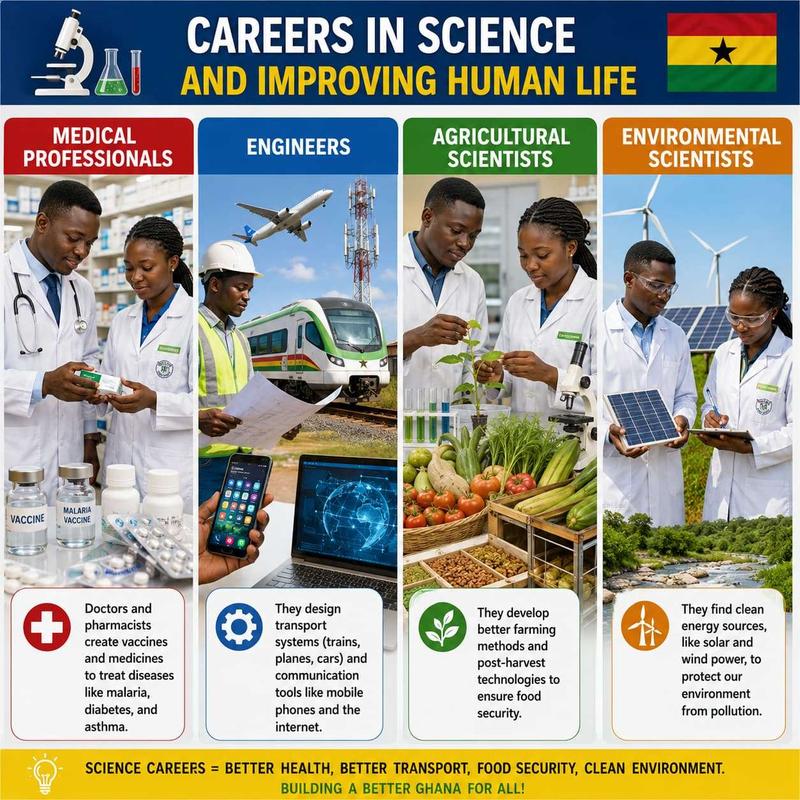 CAREERS IN SCIENCE
AND IMPROVING HUMAN LIFE
MEDICAL
PROFESSIONALS
ENGINEERS
AGRICULTURAL
SCIENTISTS
ENVIRONMENTAL
SCIENTISTS
VACCINE
MALARIA
VACCINE
Doctors and
pharmacists
create vaccines
and medicines
to treat diseases
like malaria,
diabetes, and
asthma.
They design
transport
systems (trains,
planes, cars) and
communication
tools like mobile
phones and the
internet.
They develop
better farming
methods and
post-harvest
technologies to
ensure food
security.
They find clean
energy sources,
like solar and
wind power, to
protect our
environment
from pollution.
SCIENCE CAREERS = BETTER HEALTH, BETTER TRANSPORT, FOOD SECURITY, CLEAN ENVIRONMENT.
BUILDING A BETTER GHANA FOR ALL!